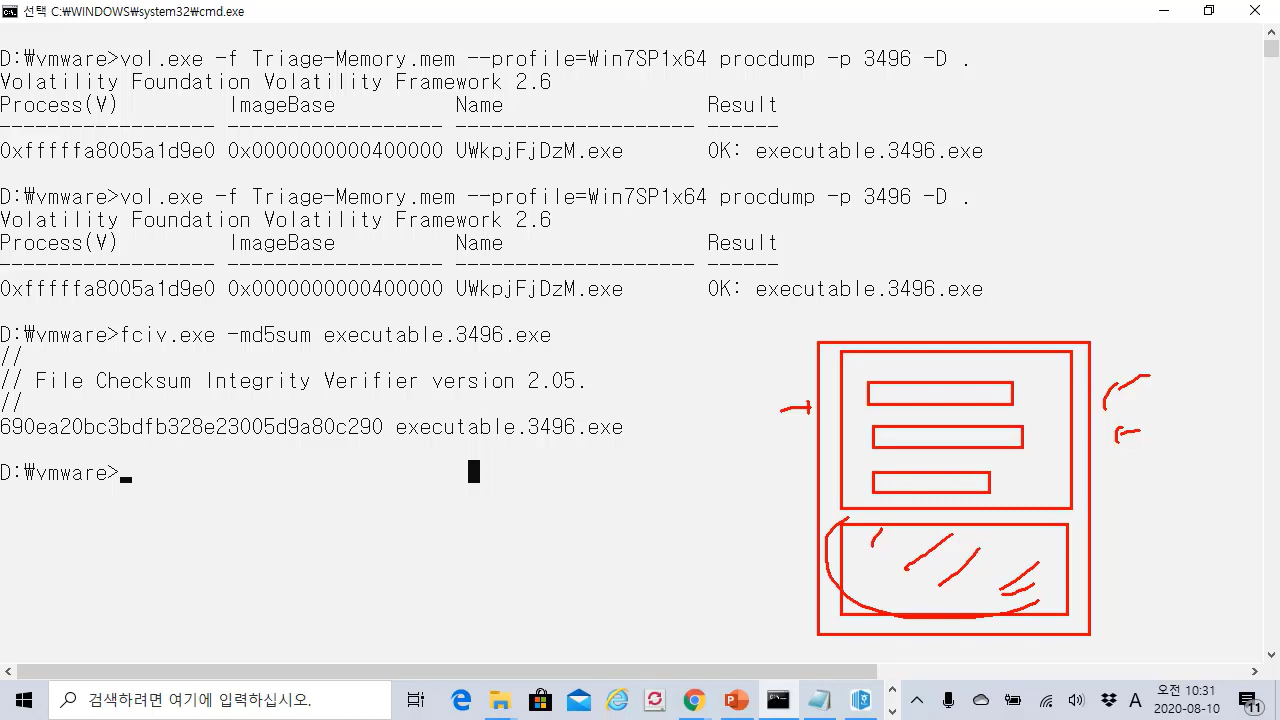 선택 C:₩WINDOWS₩system32₩cmd.exe
D:₩vmware>vol.exe -f Triage-Memory.mem --profile=Win7SP1x64 procdump -p 3496 -D .
Volatility Foundation Volatility Framework 2.6
Process(V)         ImageBase          Name                 Result
------------------ ------------------ -------------------- ------
0xfffffa8005a1d9e0 0x0000000000400000 UWkpjFjDzM.exe       OK: executable.3496.exe
D:₩vmware>vol.exe -f Triage-Memory.mem --profile=Win7SP1x64 procdump -p 3496 -D .
Volatility Foundation Volatility Framework 2.6
Process(V)         ImageBase          Name                 Result
------------------ ------------------ -------------------- ------
0xfffffa8005a1d9e0 0x0000000000400000 UWkpjFjDzM.exe       OK: executable.3496.exe
D:₩vmware>fciv.exe -md5sum executable.3496.exe
//
// File Checksum Integrity Verifier version 2.05.
//
690ea20bc3bdfb328e23005d9a80c290 executable.3496.exe
D:₩vmware>
검색하려면 여기에 입력하십시오.
A
오전 10:31
2020-08-10
11